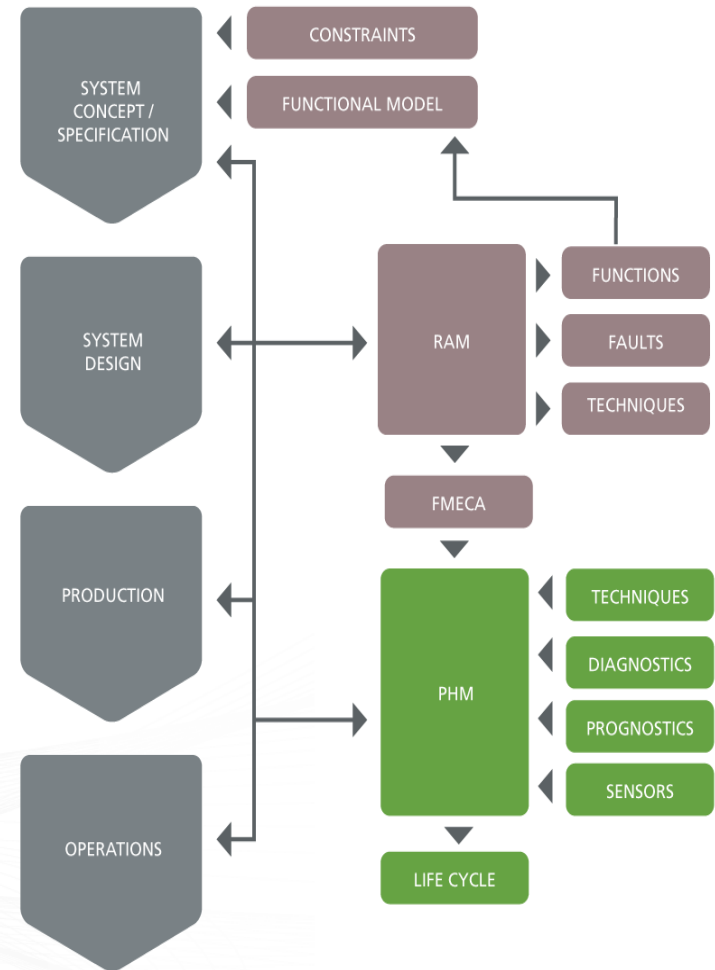 CONSTRAINTS
SYSTEM
CONCEPT /
SPECIFICATION
FUNCTIONAL MODEL
SYSTEM
DESIGN
RAM
FUNCTIONS
FAULTS
TECHNIQUES
FMECA
PRODUCTION
PHM
TECHNIQUES
DIAGNOSTICS
PROGNOSTICS
SENSORS
OPERATIONS
LIFE CYCLE